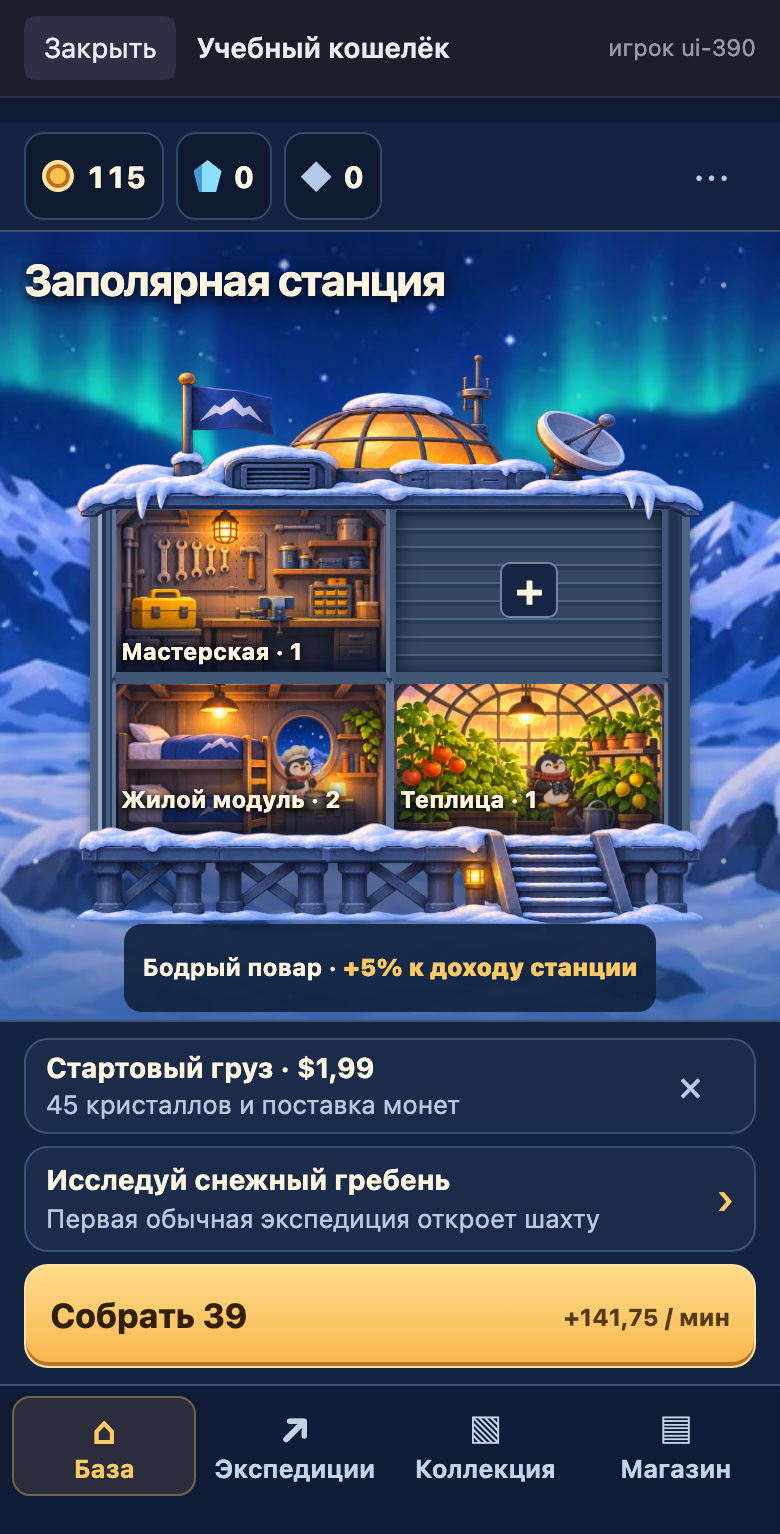 Закрыть Учебный кошелёк игрок ui-390
115 0 0 ...
Заполярная станция
+
Мастерская · 1
Жилой модуль · 2 Теплица · 1
Бодрый повар · +5% к доходу станции
Стартовый груз · $1,99
45 кристаллов и поставка монет
Исследуй снежный гребень
Первая обычная экспедиция откроет шахту
Собрать 39 +141,75 / мин
База Экспедиции Коллекция Магазин